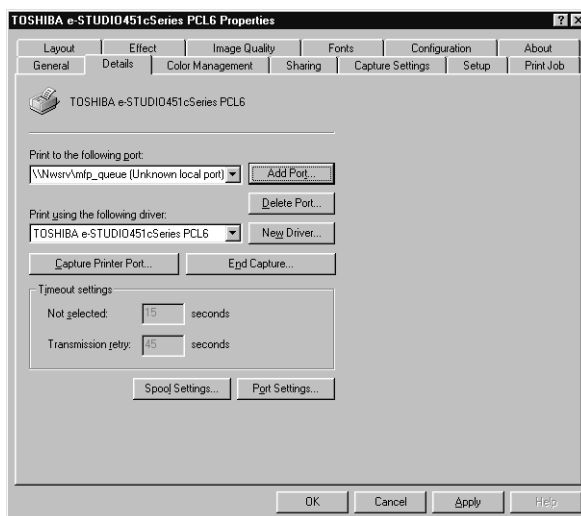 TOSHIBA e-STUDIO451cSeries PCL6 Properties
Layout Effect Image Quality Fonts Configuration About
General Details Color Management Sharing Capture Settings Setup Print Job
TOSHIBA e-STUDIO451cSeries PCL6
Print to the following port:
\\Nwsrv\mfp_queue (Unknown local port) Add Port...
Delete Port...
Print using the following driver:
TOSHIBA e-STUDIO451cSeries PCL6 New Driver...
Capture Printer Port... End Capture...
Timeout settings
Not selected: 15 seconds
Transmission retry: 45 seconds
Spool Settings... Port Settings...
OK Cancel Apply Help